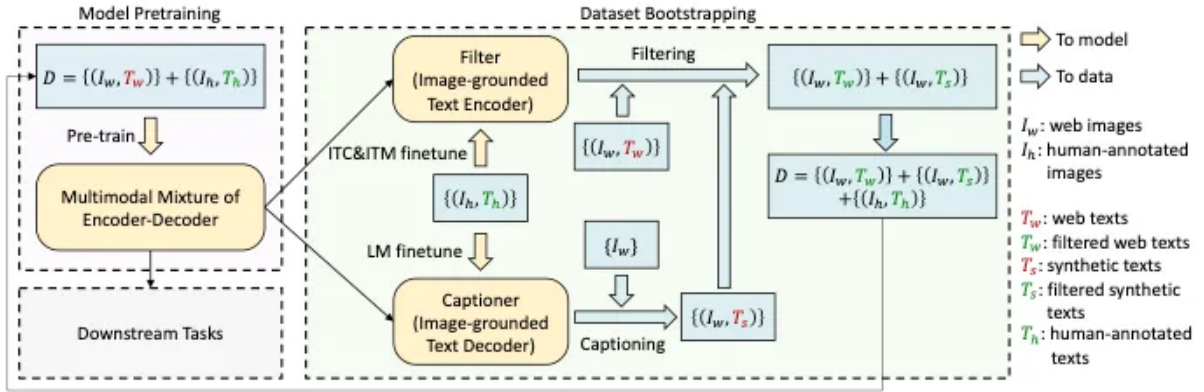 Model Pretraining
D = {(I_w, T_w)} + {(I_h, T_h)}
Pre-train
Multimodal Mixture of
Encoder-Decoder
Downstream Tasks
Dataset Bootstrapping
Filter
(Image-grounded
Text Encoder)
ITC&ITM finetune
{(I_h, T_h)}
LM finetune
Captioner
(Image-grounded
Text Decoder)
Filtering
{(I_w, T_w)}
{I_w}
Captioning
{(I_w, T_s)}
{(I_w, T_w)} + {(I_w, T_s)}
D = {(I_w, T_w)} + {(I_w, T_s)}
+{(I_h, T_h)}
To model
To data
I_w: web images
I_h: human-annotated
images
T_w: web texts
T_w: filtered web texts
T_s: synthetic texts
T_s: filtered synthetic
texts
T_h: human-annotated
texts